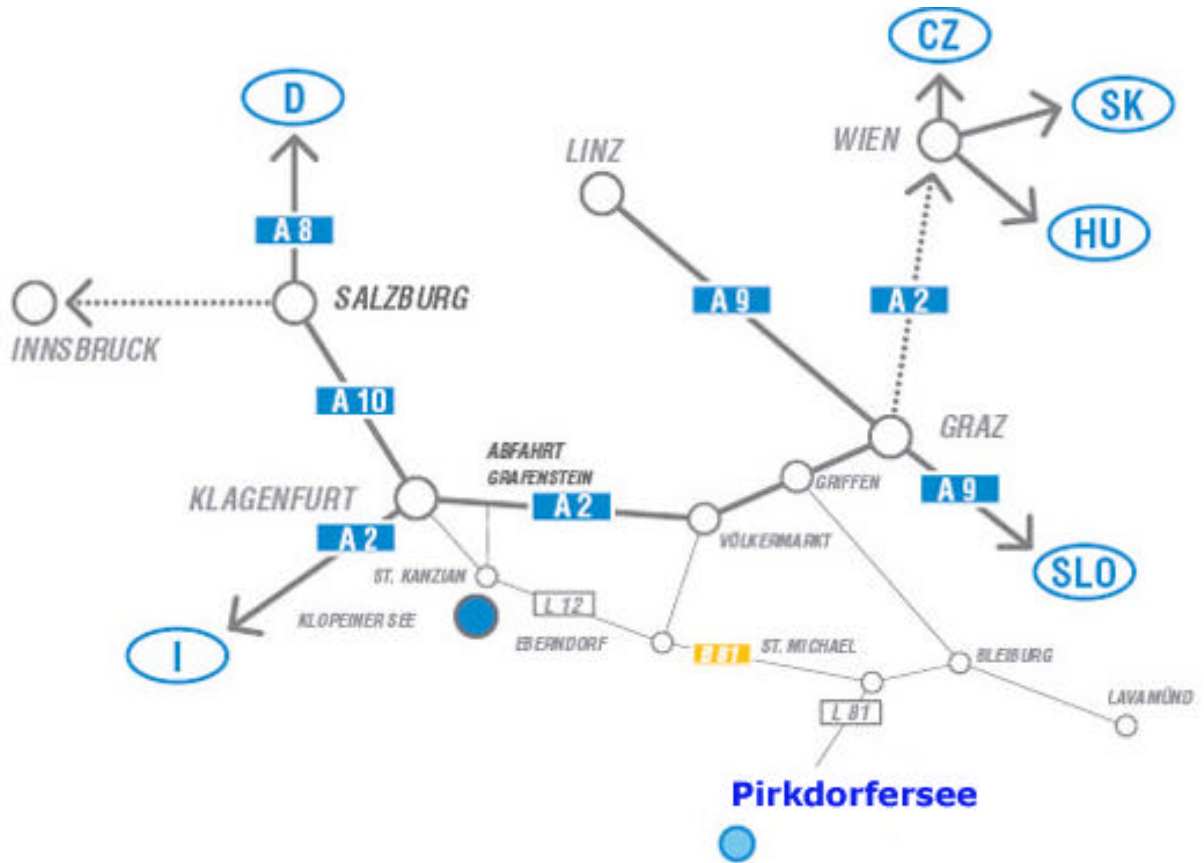 CZ
D
SK
WIEN
LINZ
HU
A 8
A 9
A 2
SALZBURG
INNSBRUCK
A 10
GRAZ
ABFAHRT
GRAFENSTEIN
KLAGENFURT
GRIFFEN
A 9
A 2
A 2
VÖLKERMARKT
ST. KANZIAN
SLO
L 12
KLOPEINER SEE
EBERNDORF
I
B 81
ST. MICHAEL
BLEIBURG
LAVAMÜND
L 81
Pirkdorfersee